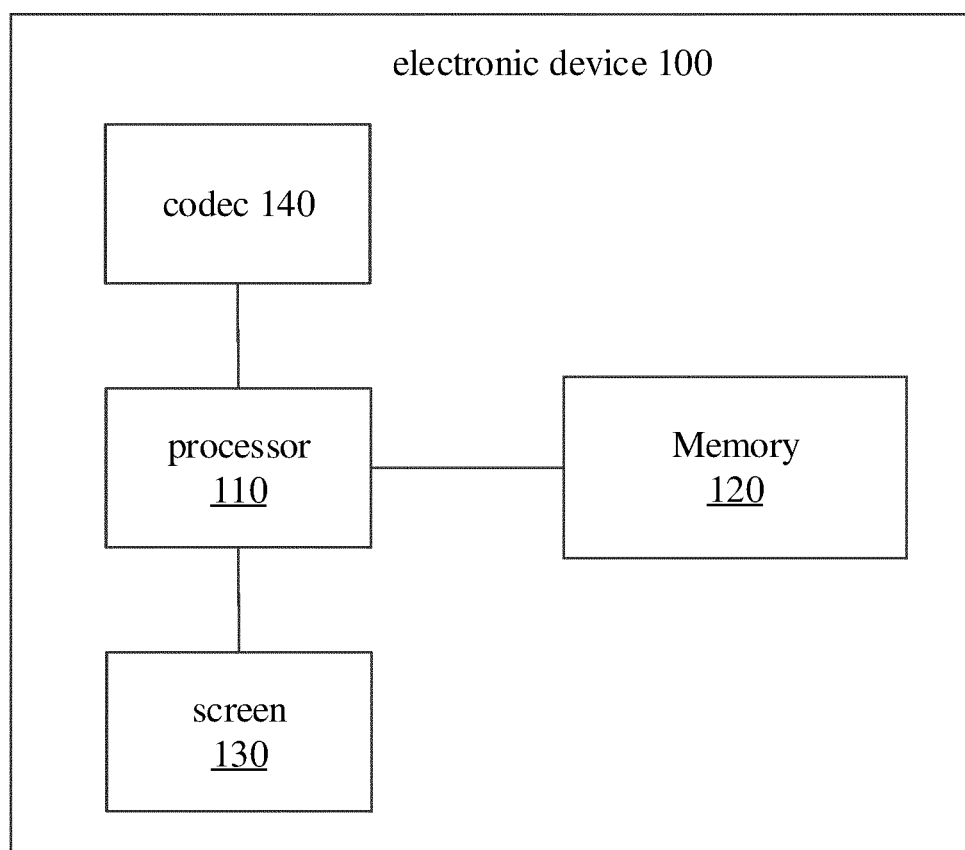 electronic device 100
codec 140
processor
110
Memory
120
screen
130